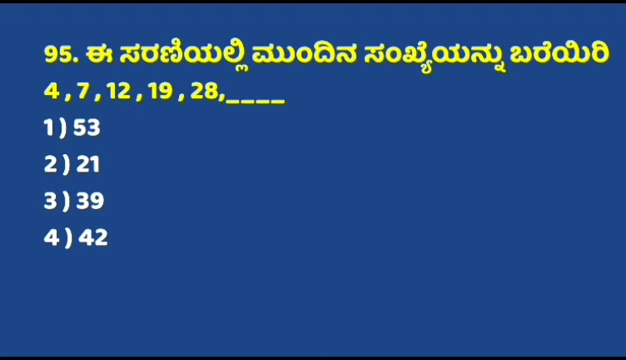 95. ಈ ಸರಣಿಯಲ್ಲಿ ಮುಂದಿನ ಸಂಖ್ಯೆಯನ್ನು ಬರೆಯಿರಿ
4 , 7 , 12 , 19 , 28,____
1 ) 53
2 ) 21
3 ) 39
4 ) 42